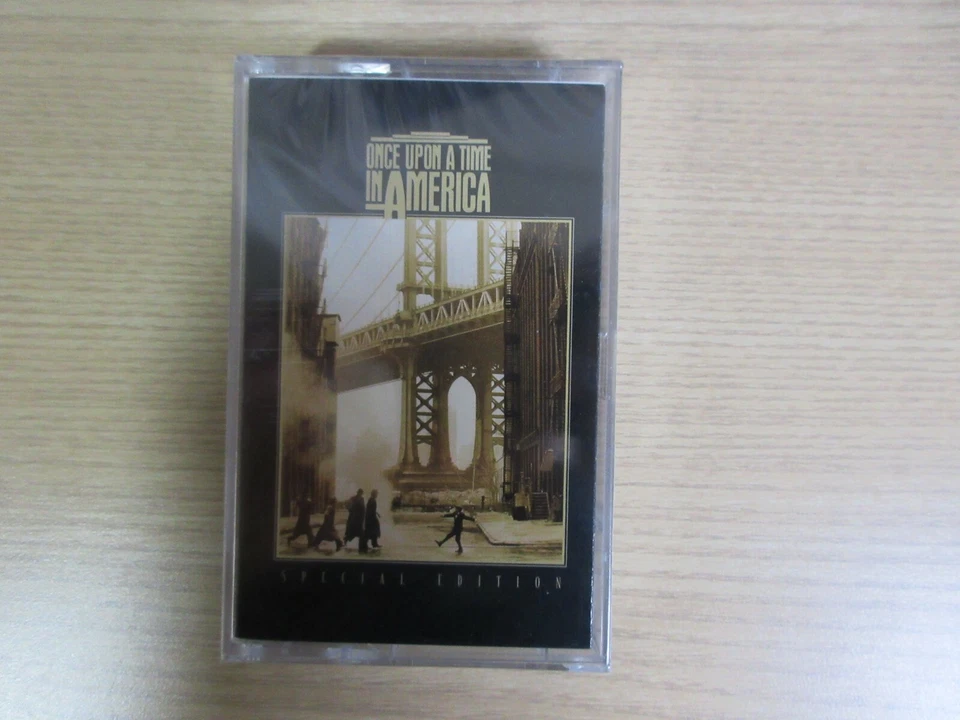 ONCE UPON A TIME
IN AMERICA
SPECIAL EDITION